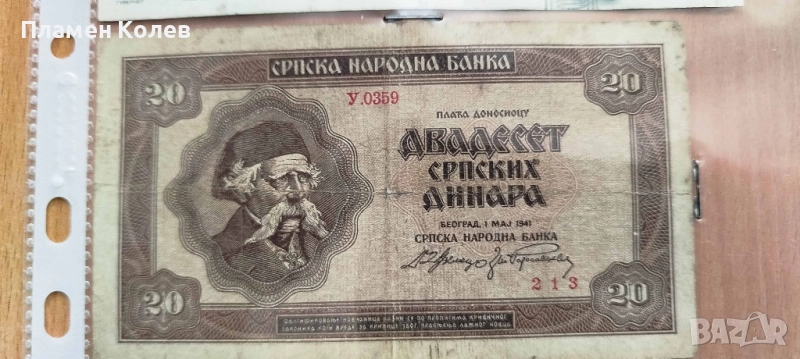 Пламен Колев
20
СРПСКА НАРОДНА БАНКА
20
У.0359
ПЛАЋА ДОНОСИОЦУ
ДВАДЕСЕТ
СРПСКИХ
ДИНАРА
БЕОГРАД, 1 МАЈ 1941
СРПСКА НАРОДНА БАНКА
213
20
20
bazar